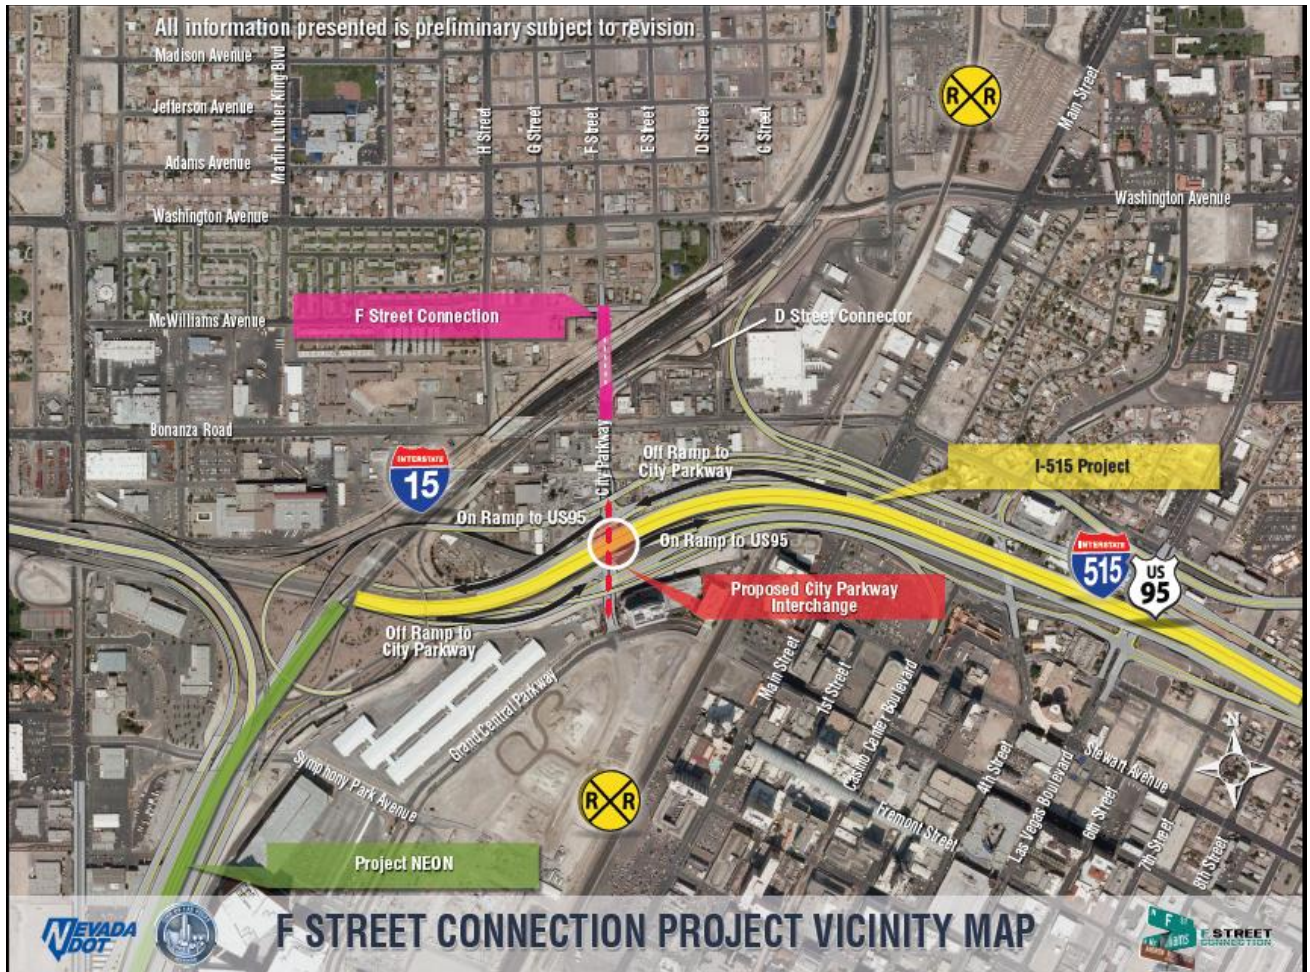 All information presented is preliminary subject to revision
Madison Avenue
Martin Luther King Blvd
Jefferson Avenue
Adams Avenue
Washington Avenue
H Street
G Street
F Street
E Street
D Street
C Street
R R
Main Street
Washington Avenue
F Street Connection
McWilliams Avenue
D Street Connector
Bonanza Road
City Parkway
INTERSTATE
15
Off Ramp to
City Parkway
I-515 Project
On Ramp to US95
On Ramp to US95
INTERSTATE
515
US
95
Proposed City Parkway
Interchange
Off Ramp to
City Parkway
Grand Central Parkway
Symphony Park Avenue
Main Street
1st Street
Casino Center Boulevard
4th Street
Las Vegas Boulevard
6th Street
7th Street
8th Street
Stewart Avenue
Fremont Street
N
R R
Project NEON
NEVADA
DOT
F STREET CONNECTION PROJECT VICINITY MAP
F STREET
CONNECTION